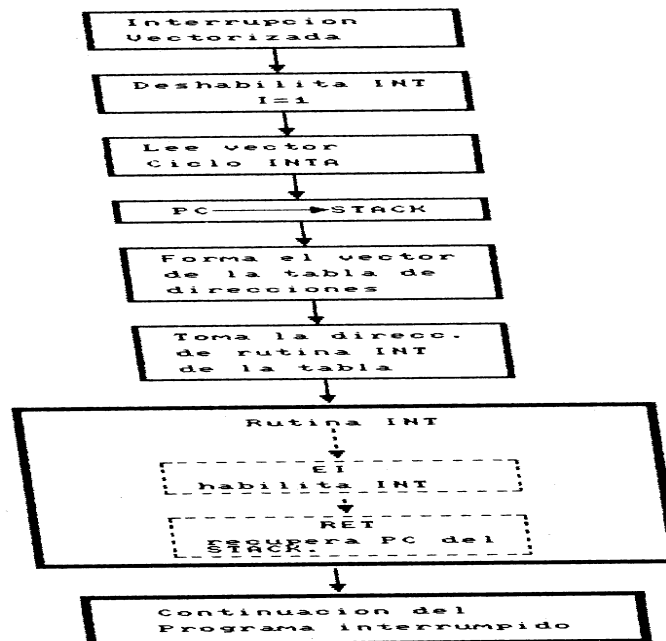 Interrupcion
Vectorizada
Deshabilita INT
I=1
Lee vector
Ciclo INTA
PC STACK
Forma el vector
de la tabla de
direcciones
Toma la direcc.
de rutina INT
de la tabla
Rutina INT
EI
habilita INT
RET
recupera PC del
STACK.
Continuacion del
Programa interrumpido